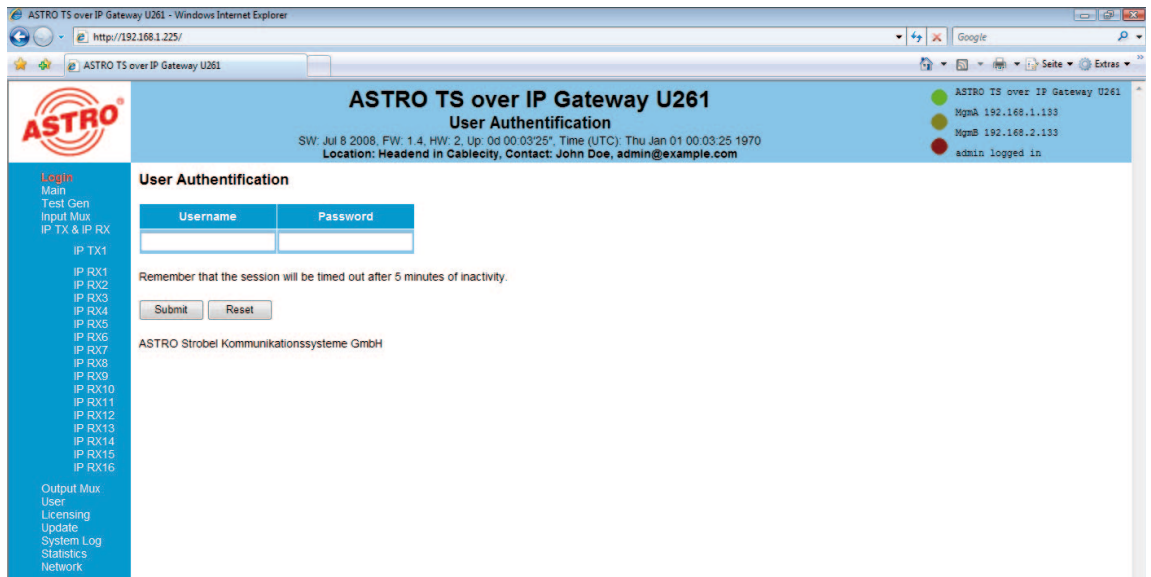 ASTRO TS over IP Gateway U261 - Windows Internet Explorer
http://192.168.1.225/
Google
ASTRO TS over IP Gateway U261
Seite
Extras
ASTRO
ASTRO TS over IP Gateway U261
User Authentification
SW: Jul 8 2008, FW: 1.4, HW: 2, Up: 0d 00:03'25", Time (UTC): Thu Jan 01 00:03:25 1970
Location: Headend in Cablecity, Contact: John Doe, admin@example.com
ASTRO TS over IP Gateway U261
MgmA 192.168.1.133
MgmB 192.168.2.133
admin logged in
Login
Main
Test Gen
Input Mux
IP TX & IP RX
IP TX1
IP RX1
IP RX2
IP RX3
IP RX4
IP RX5
IP RX6
IP RX7
IP RX8
IP RX9
IP RX10
IP RX11
IP RX12
IP RX13
IP RX14
IP RX15
IP RX16
Output Mux
User
Licensing
Update
System Log
Statistics
Network
User Authentification
Username Password
Remember that the session will be timed out after 5 minutes of inactivity.
Submit Reset
ASTRO Strobel Kommunikationssysteme GmbH